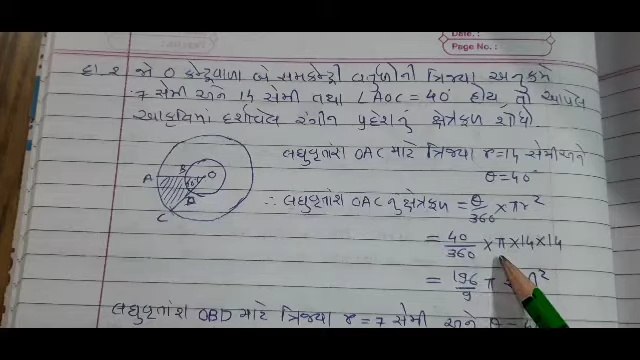 Date :
Page No. :
દા ૨ જો O કેન્દ્રવાળા બે સમકેન્દ્રી વર્તુળોની ત્રિજ્યા અનુક્રમે
7 સેમી અને 14 સેમી તથા ∠AOC = 40° હોય, તો આપેલ
આકૃતિમાં દર્શાવેલ રંગીન પ્રદેશનું ક્ષેત્રફળ શોધો
લઘુવૃતાંશ OAC માટે ત્રિજ્યા r = 14 સેમી અને
θ = 40°
A B O
40°
D
C
∴ લઘુવૃતાંશ OAC નું ક્ષેત્રફળ = θ/360 × πr²
= 40/360 × π × 14 × 14
= 196/9 π
લઘુવૃતાંશ OBD માટે ત્રિજ્યા r = 7 સેમી અને θ = 4